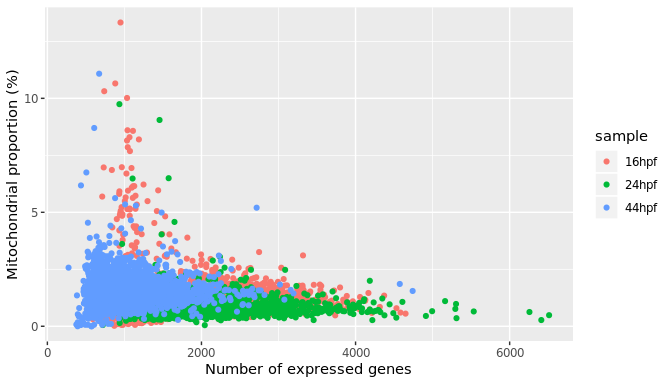 10
5
0
0
2000
4000
6000
Number of expressed genes
Mitochondrial proportion (%)
sample
16hpf
24hpf
44hpf